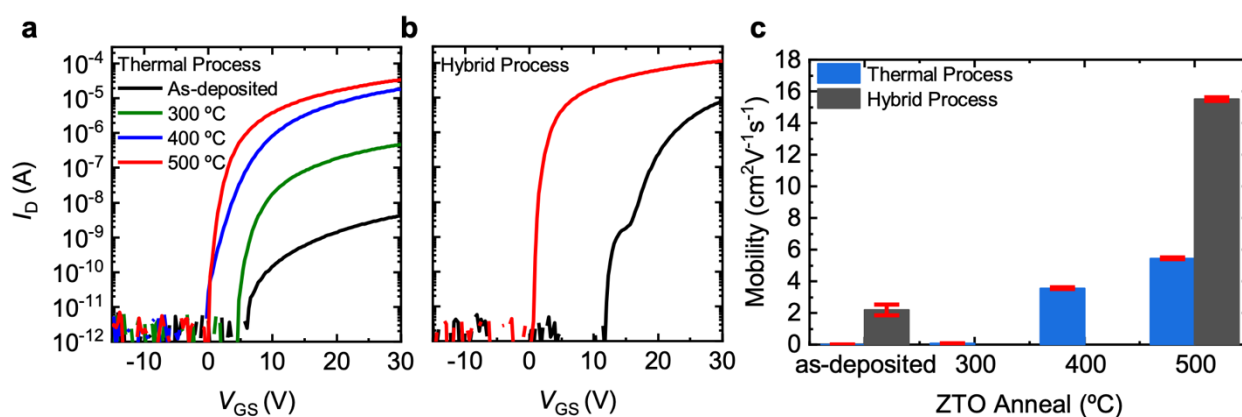 a
Thermal Process
As-deposited
300 ºC
400 ºC
500 ºC
10⁻⁴
10⁻⁵
10⁻⁶
10⁻⁷
10⁻⁸
10⁻⁹
10⁻¹⁰
10⁻¹¹
10⁻¹²
I_D (A)
-10 0 10 20 30
V_GS (V)
b
Hybrid Process
-10 0 10 20 30
V_GS (V)
c
Thermal Process
Hybrid Process
18
16
14
12
10
8
6
4
2
0
Mobility (cm²V⁻¹s⁻¹)
as-deposited 300 400 500
ZTO Anneal (ºC)